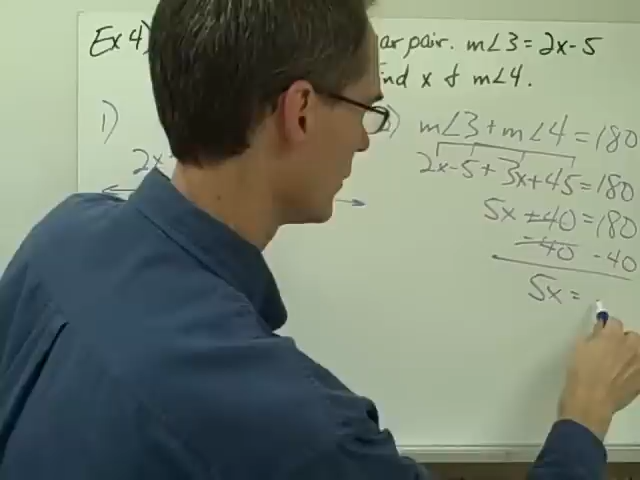 Ex 4) ar pair. m∠3 = 2x-5
nd x & m∠4.
1)
2) m∠3 + m∠4 = 180
2x
2x-5 + 3x+45 = 180
5x +40 = 180
-40 -40
5x =